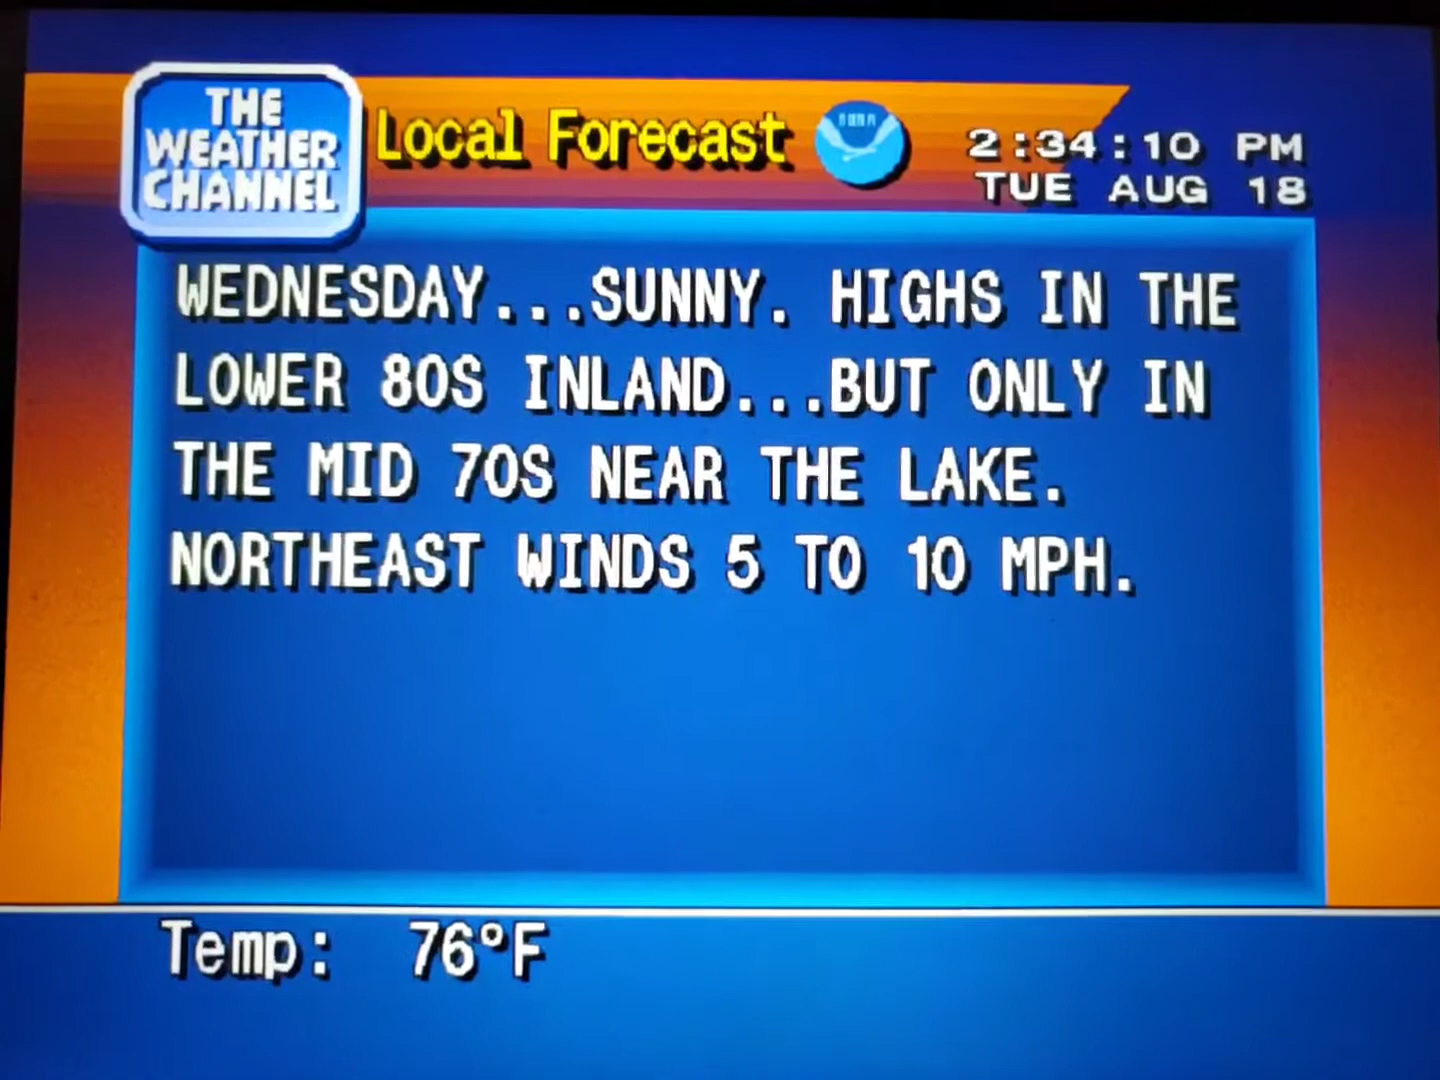 THE
WEATHER
CHANNEL
Local Forecast
2:34:10 PM
TUE AUG 18
WEDNESDAY...SUNNY. HIGHS IN THE
LOWER 80S INLAND...BUT ONLY IN
THE MID 70S NEAR THE LAKE.
NORTHEAST WINDS 5 TO 10 MPH.
Temp: 76°F